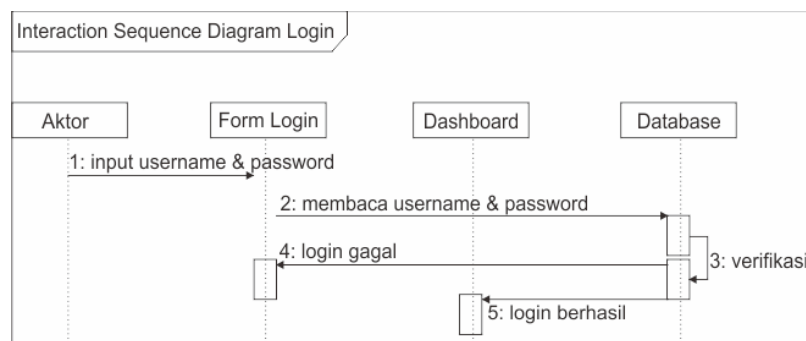 Interaction Sequence Diagram Login
Aktor
Form Login
Dashboard
Database
1: input username & password
2: membaca username & password
4: login gagal
3: verifikasi
5: login berhasil